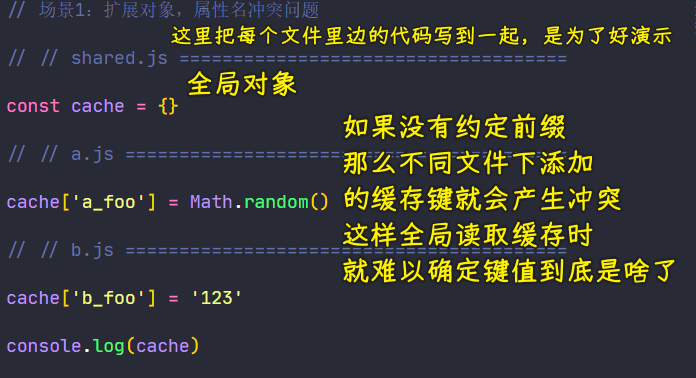 // 场景1：扩展对象，属性名冲突问题
这里把每个文件里边的代码写到一起，是为了好演示
// // shared.js ====================================
全局对象
const cache = {}
如果没有约定前缀
// // a.js =========================================
那么不同文件下添加
cache['a_foo'] = Math.random()
的缓存键就会产生冲突
这样全局读取缓存时
// // b.js =========================================
就难以确定键值到底是啥了
cache['b_foo'] = '123'
console.log(cache)